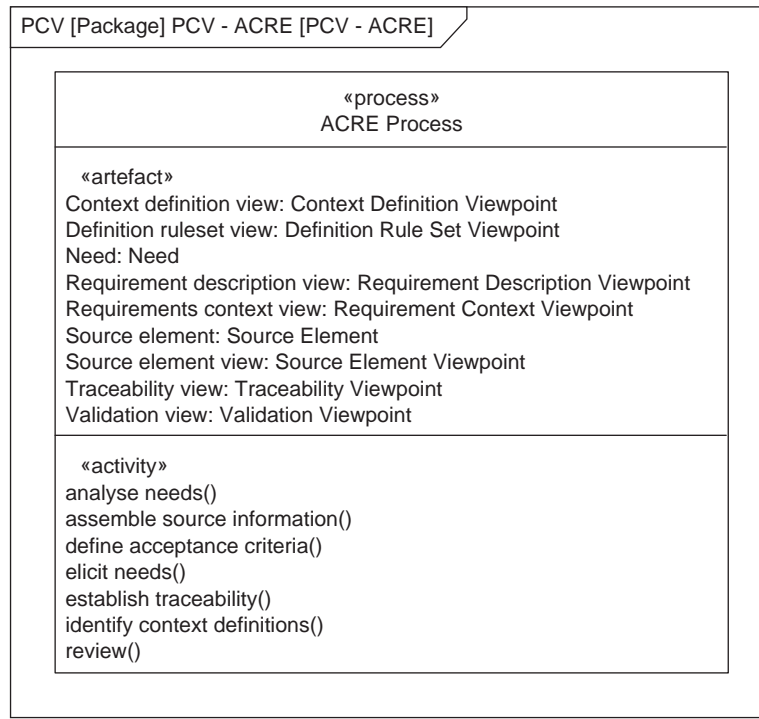 PCV [Package] PCV - ACRE [PCV - ACRE]
«process»
ACRE Process
«artefact»
Context definition view: Context Definition Viewpoint
Definition ruleset view: Definition Rule Set Viewpoint
Need: Need
Requirement description view: Requirement Description Viewpoint
Requirements context view: Requirement Context Viewpoint
Source element: Source Element
Source element view: Source Element Viewpoint
Traceability view: Traceability Viewpoint
Validation view: Validation Viewpoint
«activity»
analyse needs()
assemble source information()
define acceptance criteria()
elicit needs()
establish traceability()
identify context definitions()
review()